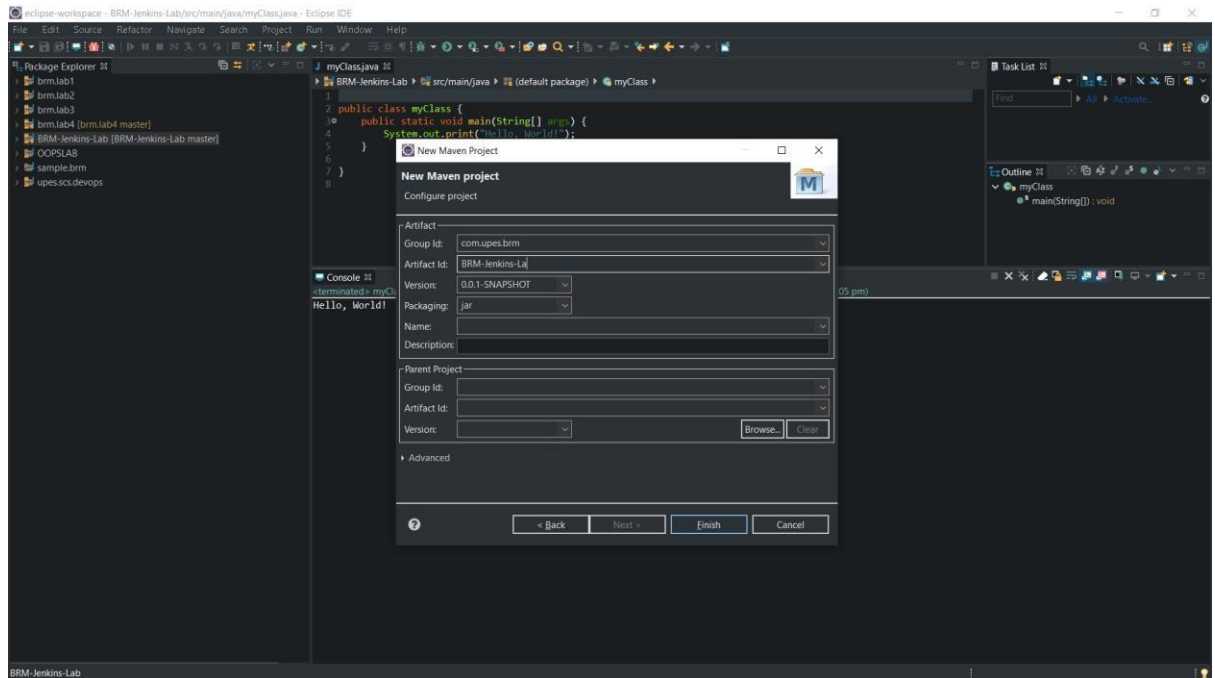 eclipse-workspace - BRM-Jenkins-Lab/src/main/java/myClass.java - Eclipse IDE
File Edit Source Refactor Navigate Search Project Run Window Help
Package Explorer
brm.lab1
brm.lab2
brm.lab3
brm.lab4 [brm.lab4 master]
BRM-Jenkins-Lab [BRM-Jenkins-Lab master]
OOPSLAB
sample.brm
upes.scs.devops
myClass.java
BRM-Jenkins-Lab src/main/java (default package) myClass
1
2 public class myClass {
3 public static void main(String[] args) {
4 System.out.print("Hello, World!");
5 }
6
7 }
8
New Maven Project
New Maven project
Configure project
M
Artifact
Group Id: com.upes.brm
Artifact Id: BRM-Jenkins-La
Version: 0.0.1-SNAPSHOT
Packaging: jar
Name:
Description:
Parent Project
Group Id:
Artifact Id:
Version:
Browse... Clear
Advanced
< Back Next > Finish Cancel
Console
<terminated> myCl
05 pm)
Hello, World!
Task List
Find All Activate...
Outline
myClass
main(String[]) : void
BRM-Jenkins-Lab